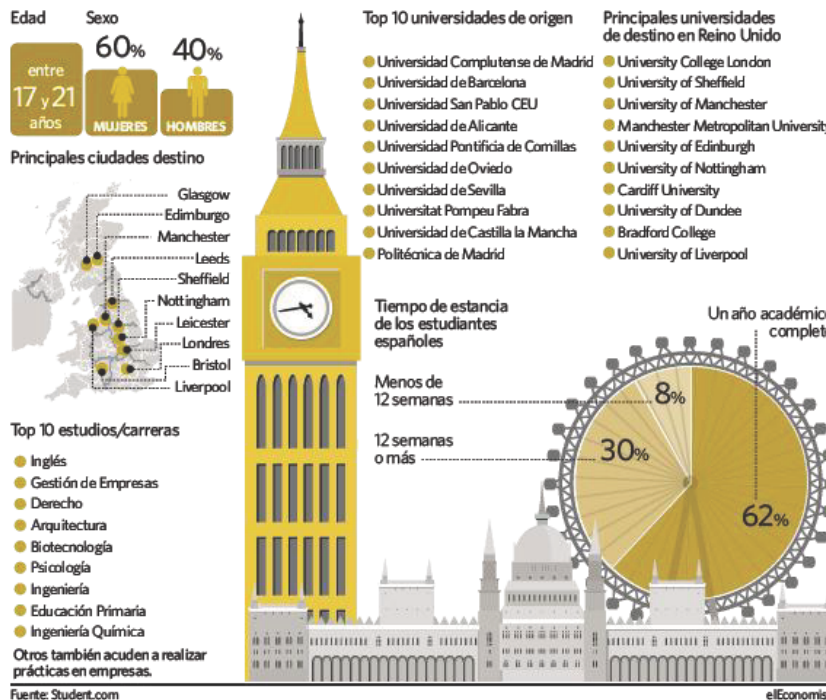 Edad
entre
17 y 21
años
Sexo
60%
MUJERES
40%
HOMBRES
Principales ciudades destino
Glasgow
Edimburgo
Manchester
Leeds
Sheffield
Nottingham
Leicester
Londres
Bristol
Liverpool
Top 10 estudios/carreras
Inglés
Gestión de Empresas
Derecho
Arquitectura
Biotecnología
Psicología
Ingeniería
Educación Primaria
Ingeniería Química
Otros también acuden a realizar
prácticas en empresas.
Top 10 universidades de origen
Universidad Complutense de Madrid
Universidad de Barcelona
Universidad San Pablo CEU
Universidad de Alicante
Universidad Pontificia de Comillas
Universidad de Oviedo
Universidad de Sevilla
Universitat Pompeu Fabra
Universidad de Castilla la Mancha
Politécnica de Madrid
Principales universidades
de destino en Reino Unido
University College London
University of Sheffield
University of Manchester
Manchester Metropolitan University
University of Edinburgh
University of Nottingham
Cardiff University
University of Dundee
Bradford College
University of Liverpool
Tiempo de estancia
de los estudiantes
españoles
Menos de
12 semanas
8%
12 semanas
o más
30%
Un año académico
complet
62%
Fuente: Student.com
elEconomis